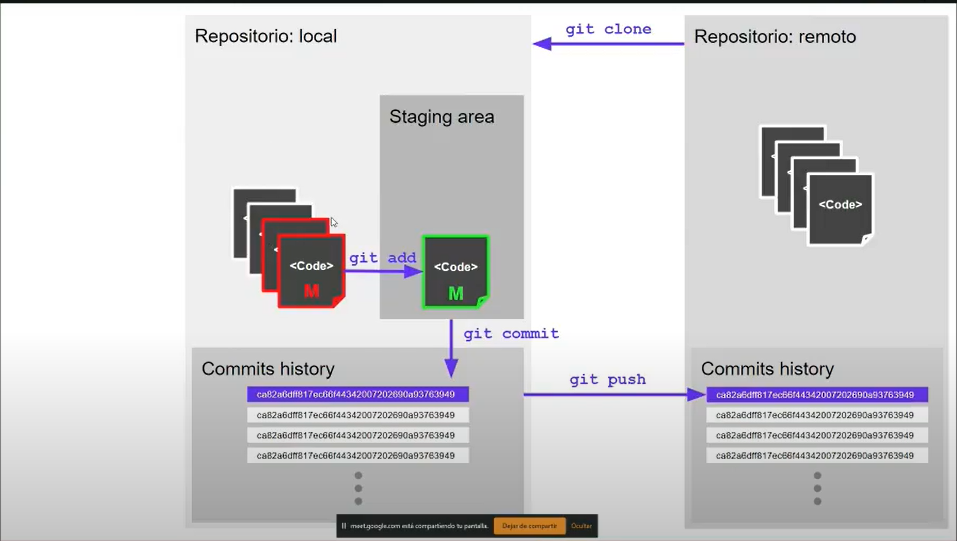 Repositorio: local
git clone
Repositorio: remoto
Staging area
<Code>
<Code>
M
git add
<Code>
M
git commit
Commits history
ca82a6dff817ec66f44342007202690a93763949
ca82a6dff817ec66f44342007202690a93763949
ca82a6dff817ec66f44342007202690a93763949
ca82a6dff817ec66f44342007202690a93763949
git push
Commits history
ca82a6dff817ec66f44342007202690a93763949
ca82a6dff817ec66f44342007202690a93763949
ca82a6dff817ec66f44342007202690a93763949
ca82a6dff817ec66f44342007202690a93763949
meet.google.com está compartiendo tu pantalla.
Dejar de compartir
Ocultar